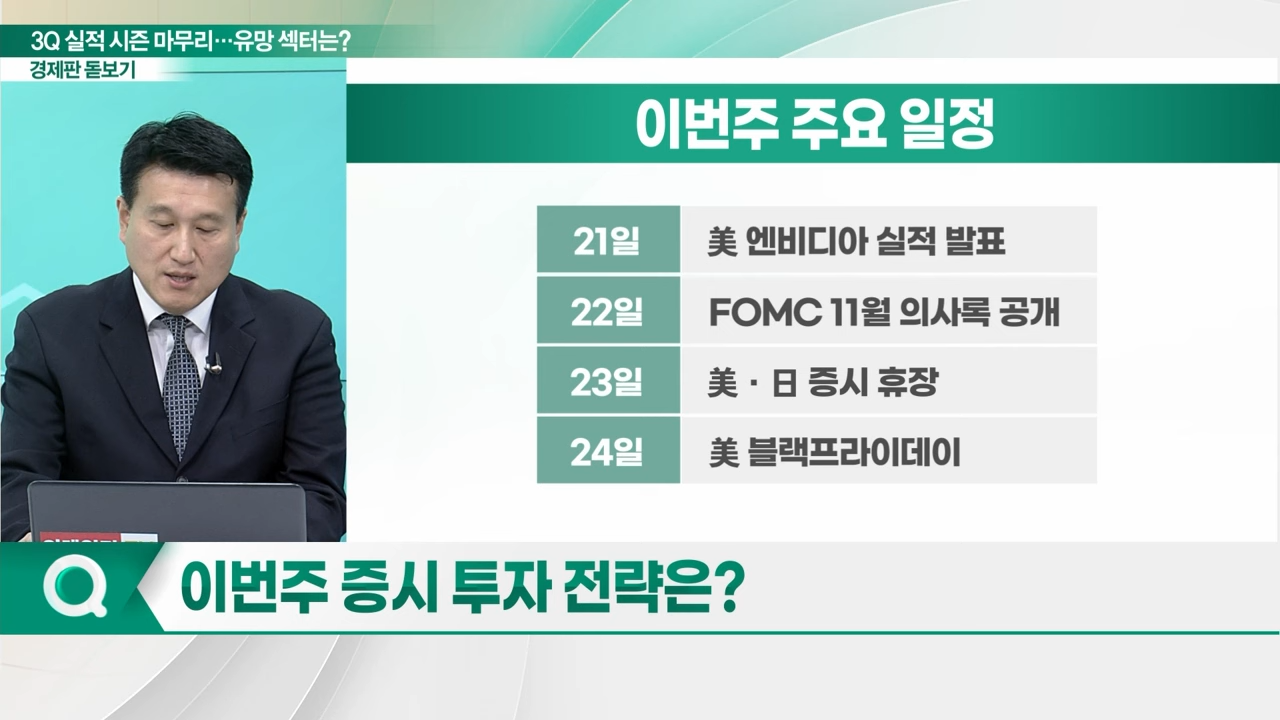 3Q 실적 시즌 마무리…유망 섹터는?
경제판 돋보기
이번주 주요 일정
21일 美 엔비디아 실적 발표
22일 FOMC 11월 의사록 공개
23일 美·日 증시 휴장
24일 美 블랙프라이데이
이번주 증시 투자 전략은?